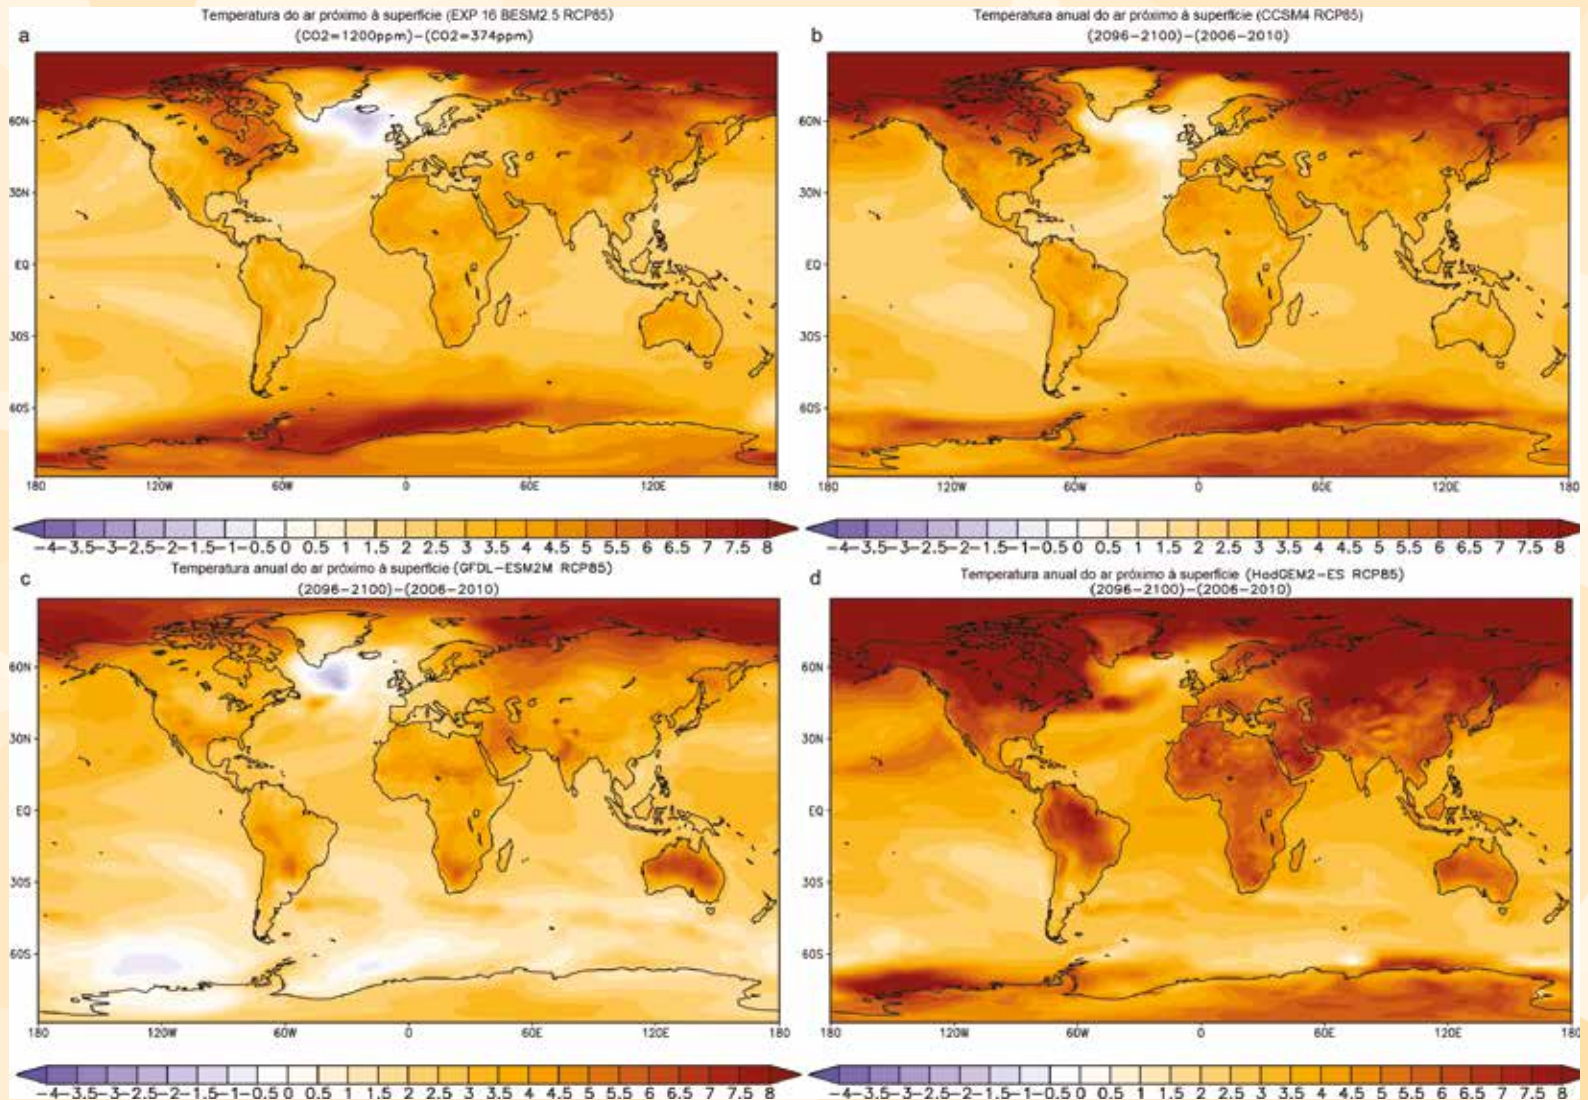 Temperatura do ar próximo à superfície (EXP 16 BESM2.5 RCP85)
a
(CO2=1200ppm)-(CO2=374ppm)
60N
30N
EQ
30S
60S
180 120W 60W 0 60E 120E 180
-4-3.5-3-2.5-2-1.5-1-0.5 0 0.5 1 1.5 2 2.5 3 3.5 4 4.5 5 5.5 6 6.5 7 7.5 8
Temperatura anual do ar próximo à superfície (CCSM4 RCP85)
b
(2096-2100)-(2006-2010)
60N
30N
EQ
30S
60S
180 120W 60W 0 60E 120E 180
-4-3.5-3-2.5-2-1.5-1-0.5 0 0.5 1 1.5 2 2.5 3 3.5 4 4.5 5 5.5 6 6.5 7 7.5 8
Temperatura anual do ar próximo à superfície (GFDL-ESM2M RCP85)
c
(2096-2100)-(2006-2010)
60N
30N
EQ
30S
60S
180 120W 60W 0 60E 120E 180
-4-3.5-3-2.5-2-1.5-1-0.5 0 0.5 1 1.5 2 2.5 3 3.5 4 4.5 5 5.5 6 6.5 7 7.5 8
Temperatura anual do ar próximo à superfície (HadGEM2-ES RCP85)
d
(2096-2100)-(2006-2010)
60N
30N
EQ
30S
60S
180 120W 60W 0 60E 120E 180
-4-3.5-3-2.5-2-1.5-1-0.5 0 0.5 1 1.5 2 2.5 3 3.5 4 4.5 5 5.5 6 6.5 7 7.5 8